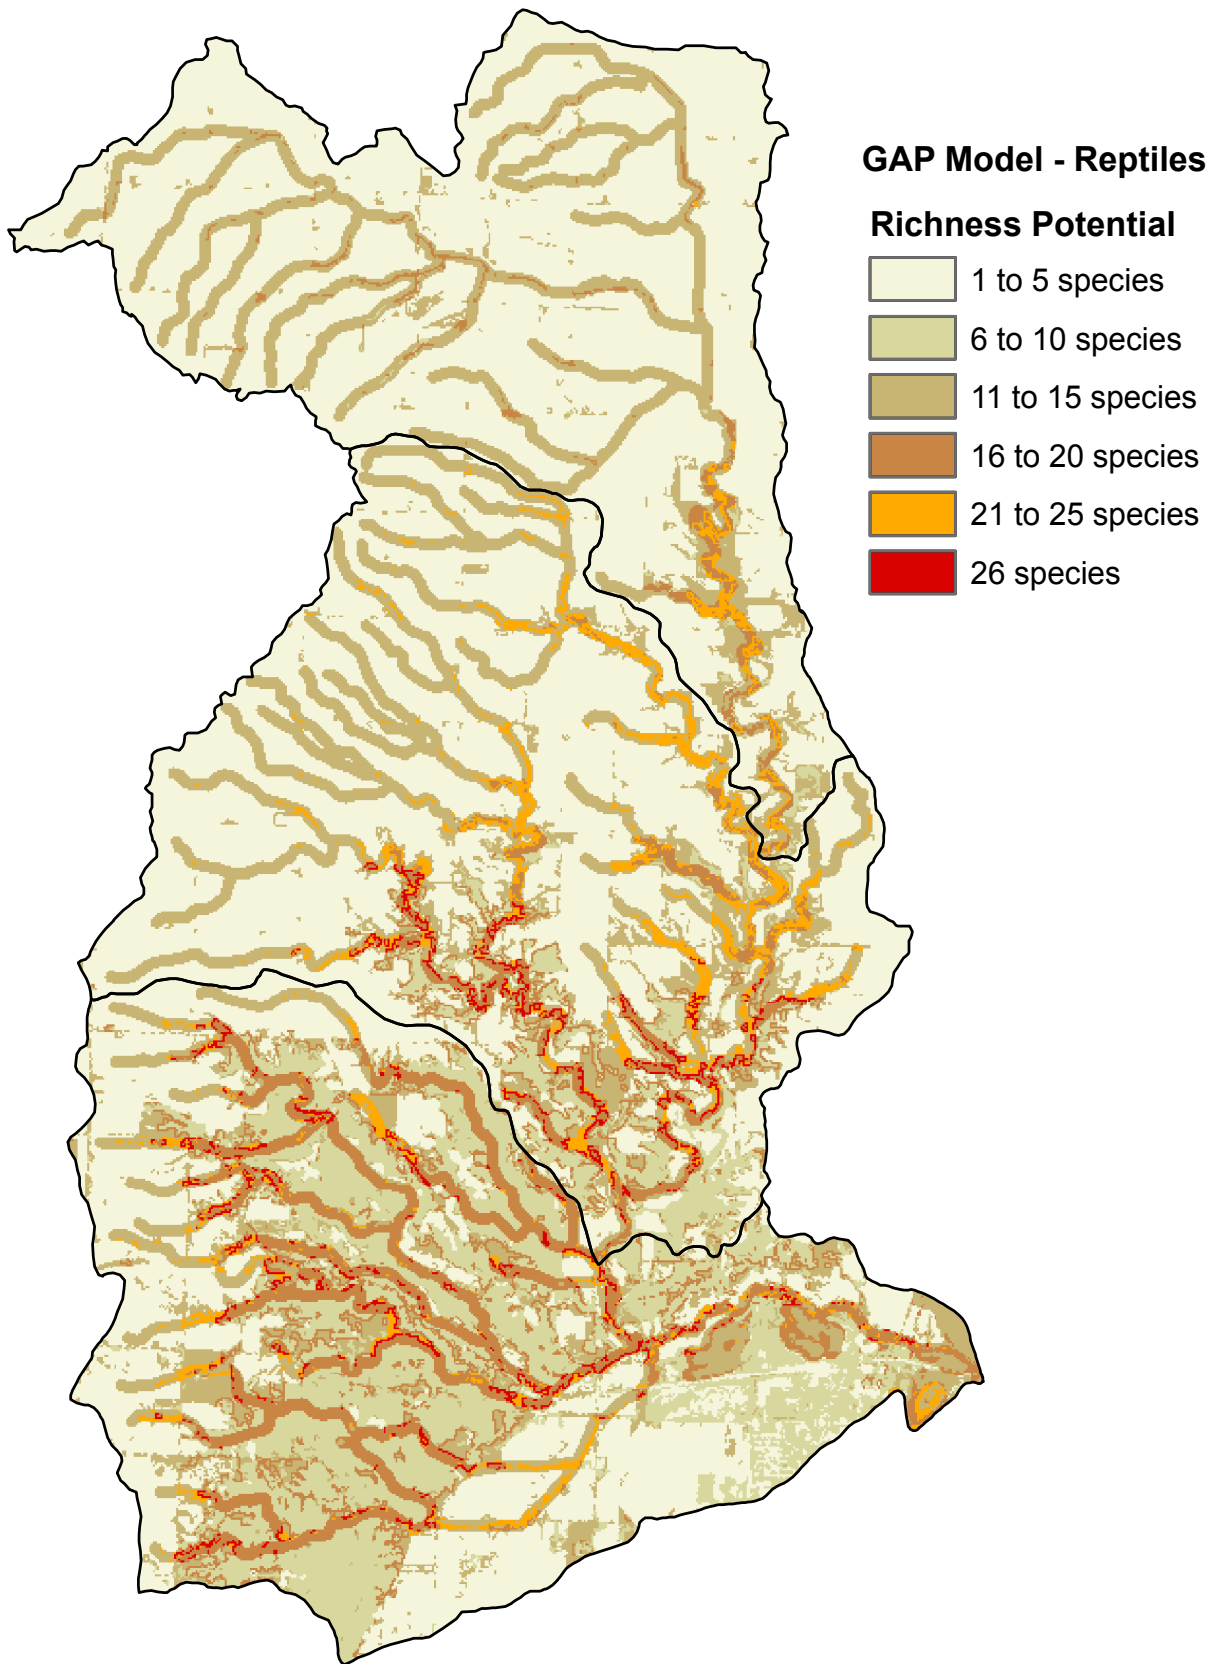 GAP Model - Reptiles
Richness Potential
1 to 5 species
6 to 10 species
11 to 15 species
16 to 20 species
21 to 25 species
26 species